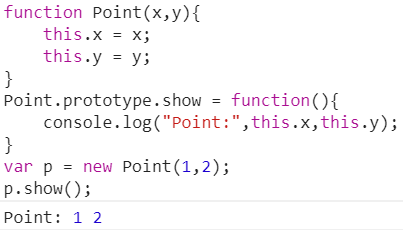 function Point(x,y){
    this.x = x;
    this.y = y;
}
Point.prototype.show = function(){
    console.log("Point:",this.x,this.y);
}
var p = new Point(1,2);
p.show();
Point: 1 2